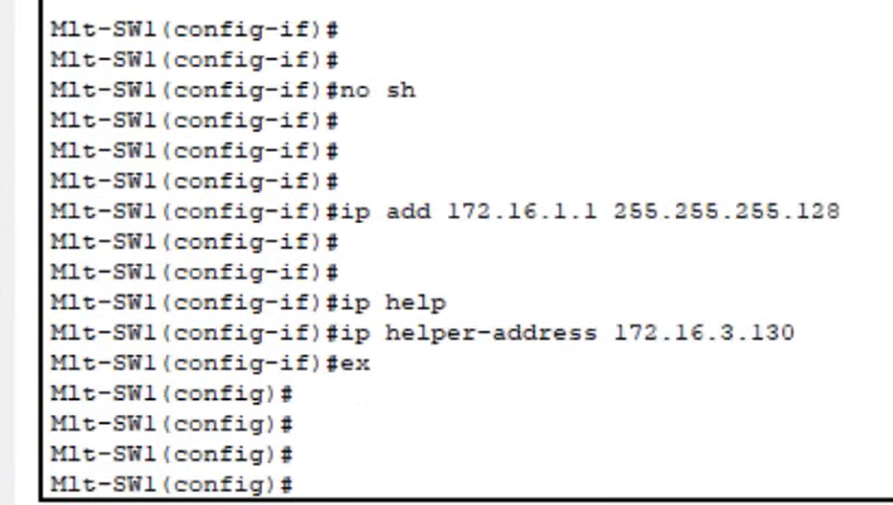 Mlt-SW1(config-if)#
Mlt-SW1(config-if)#
Mlt-SW1(config-if)#no sh
Mlt-SW1(config-if)#
Mlt-SW1(config-if)#
Mlt-SW1(config-if)#
Mlt-SW1(config-if)#ip add 172.16.1.1 255.255.255.128
Mlt-SW1(config-if)#
Mlt-SW1(config-if)#
Mlt-SW1(config-if)#ip help
Mlt-SW1(config-if)#ip helper-address 172.16.3.130
Mlt-SW1(config-if)#ex
Mlt-SW1(config)#
Mlt-SW1(config)#
Mlt-SW1(config)#
Mlt-SW1(config)#